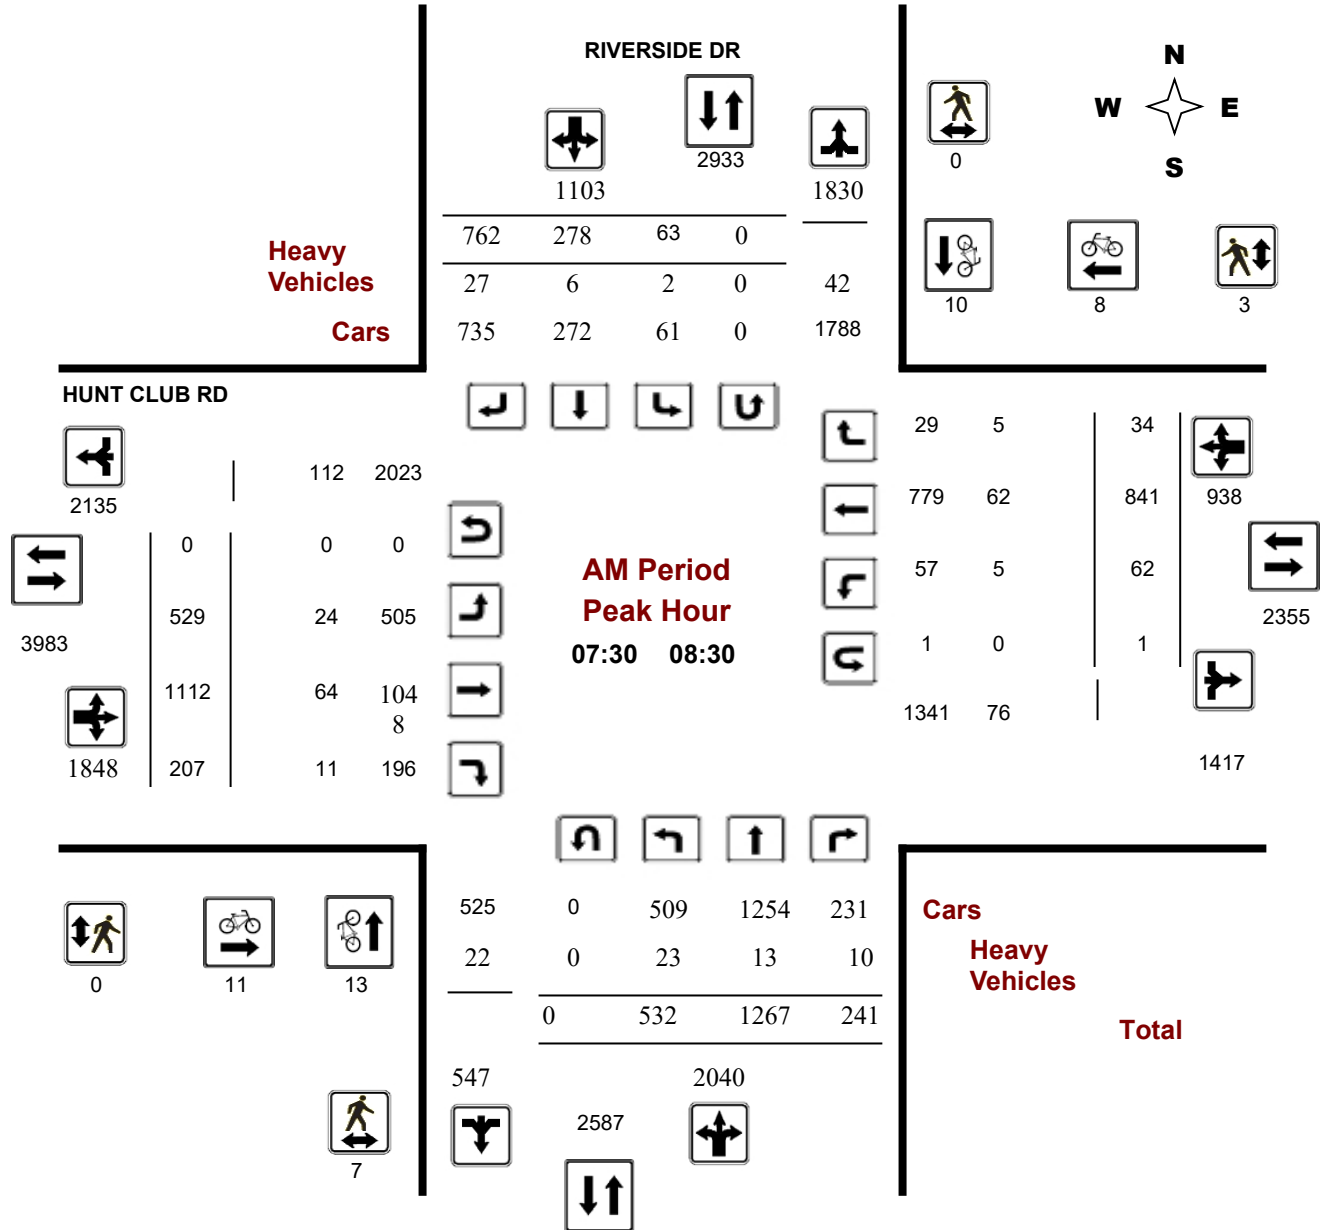 RIVERSIDE DR
N
W E
S
2933
0
1103 1830
762 278 63 0
Heavy
Vehicles
27 6 2 0 42
10 8 3
Cars
735 272 61 0 1788
HUNT CLUB RD
29 5 34
112 2023
2135
779 62 841 938
0 0 0
AM Period
57 5 62
Peak Hour
529 24 505
2355
3983
07:30 08:30
1 0 1
1112 64 104
8
1341 76
1848 207 11 196
1417
525 0 509 1254 231
Cars
22 0 23 13 10
Heavy
Vehicles
0 11 13
0 532 1267 241
Total
547 2040
2587
7